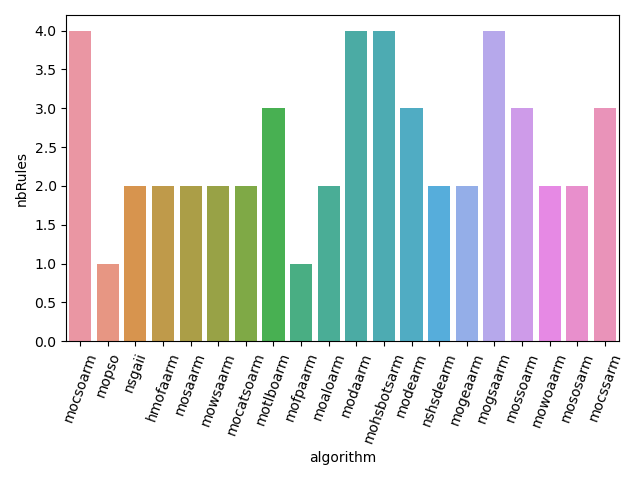 nbRules
4.0
3.5
3.0
2.5
2.0
1.5
1.0
0.5
0.0
mocsoarm
mopso
nsgaii
hmofaarm
mosaarm
mowsaarm
mocatsoarm
motlboarm
mofpaarm
moaloarm
modaarm
mohsbotsarm
modearm
nshsdearm
mogeaarm
mogsaarm
mossoarm
mowoaarm
mososarm
mocssarm
algorithm